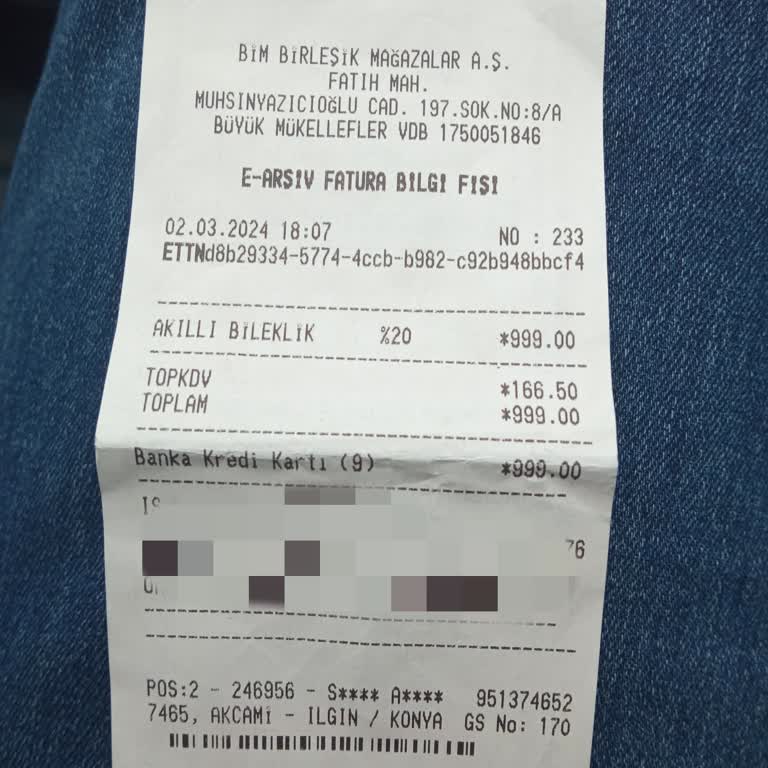 BİM BİRLEŞİK MAĞAZALAR A.Ş.
FATIH MAH.
MUHSINYAZICIOĞLU CAD. 197.SOK.NO:8/A
BÜYÜK MÜKELLEFLER VDB 1750051846
E-ARŞİV FATURA BİLGİ FİŞİ
02.03.2024 18:07 NO : 233
ETTNd8b29334-5774-4ccb-b982-c92b948bbcf4
AKILLI BİLEKLİK %20 *999.00
TOPKDV *166.50
TOPLAM *999.00
Banka Kredi Kartı (9) *999.00
76
POS:2 - 246956 - S**** A**** 951374652
7465, AKCAMİ - ILGIN / KONYA GS No: 170